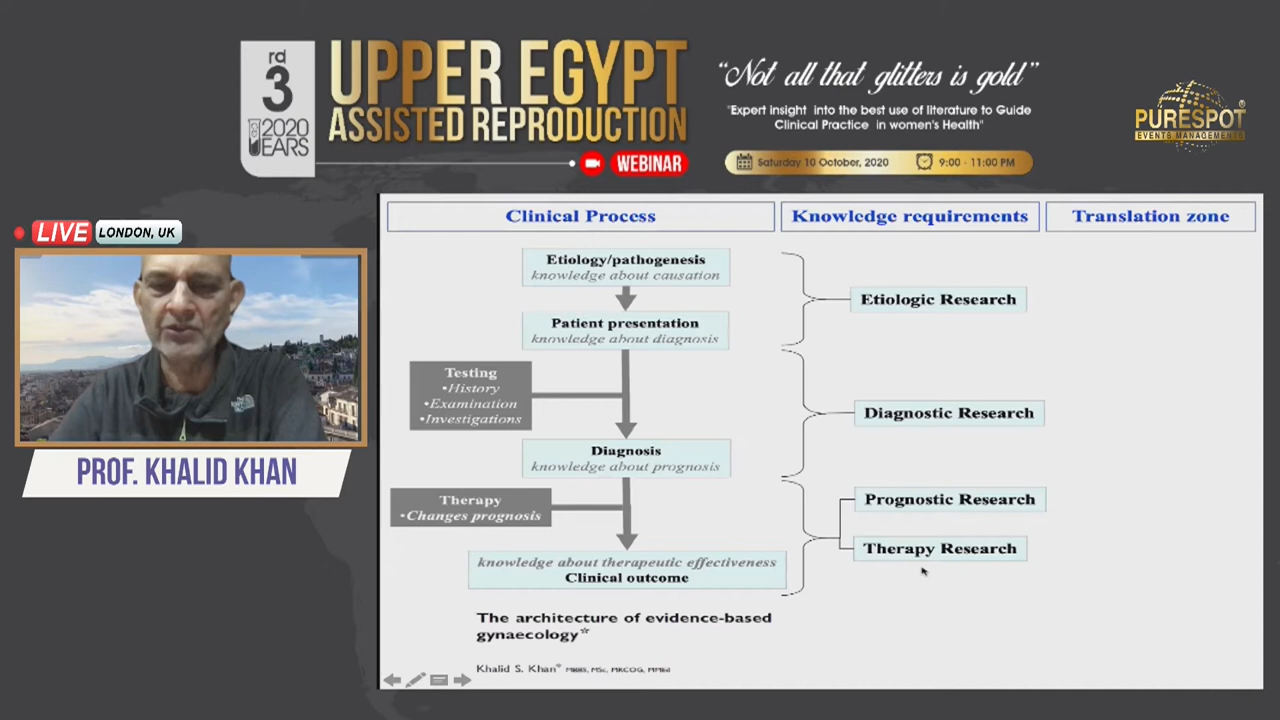 rd
3
2020
EARS
UPPER EGYPT
ASSISTED REPRODUCTION
WEBINAR
“Not all that glitters is gold”
"Expert insight into the best use of literature to Guide
Clinical Practice in women's Health"
Saturday 10 October, 2020
9:00 - 11:00 PM
PURESPOT®
EVENTS MANAGEMENTS
LIVE
LONDON, UK
PROF. KHALID KHAN
Clinical Process
Knowledge requirements
Translation zone
Etiology/pathogenesis
knowledge about causation
Etiologic Research
Patient presentation
knowledge about diagnosis
Testing
•History
•Examination
•Investigations
Diagnostic Research
Diagnosis
knowledge about prognosis
Therapy
•Changes prognosis
Prognostic Research
Therapy Research
knowledge about therapeutic effectiveness
Clinical outcome
The architecture of evidence-based
gynaecology☆
Khalid S. Khan* MBBS, MSc, MRCOG, MMEd